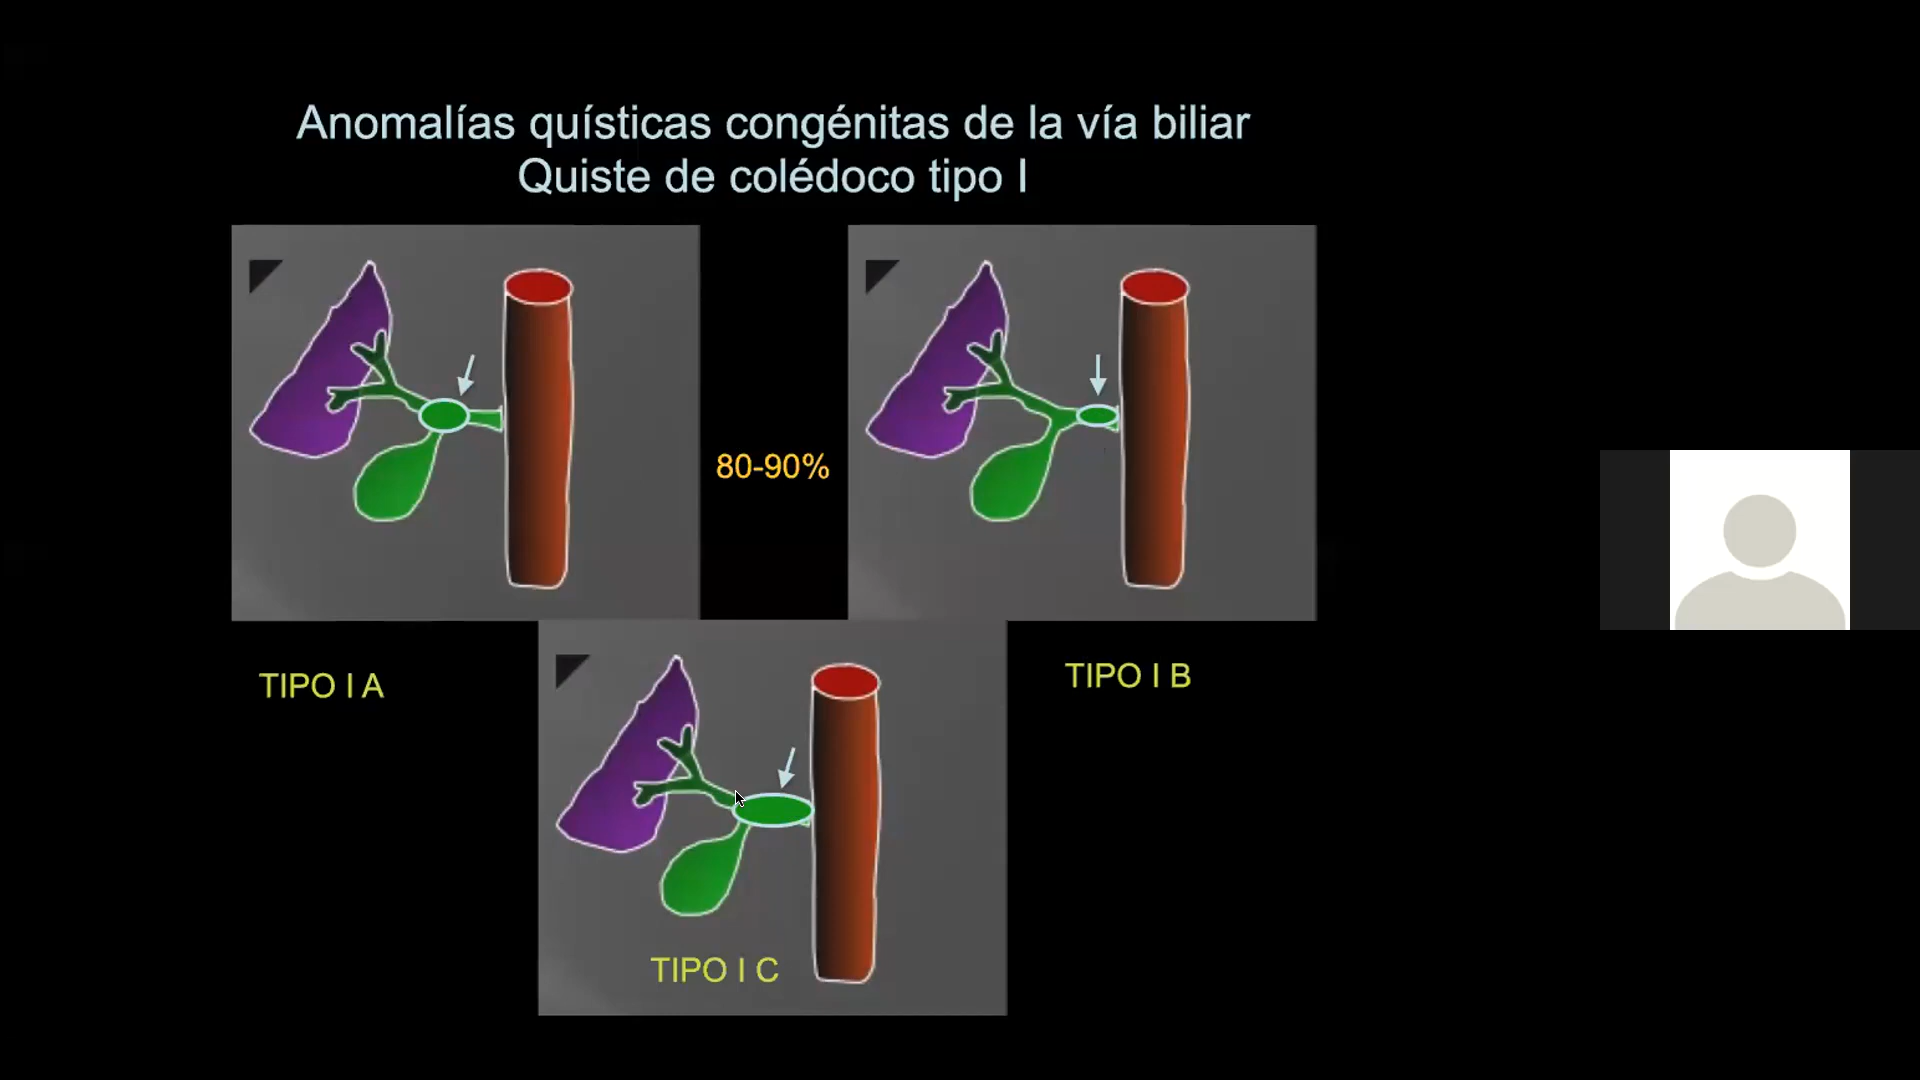 Anomalías quísticas congénitas de la vía biliar
Quiste de colédoco tipo I
80-90%
TIPO I A
TIPO I B
TIPO I C